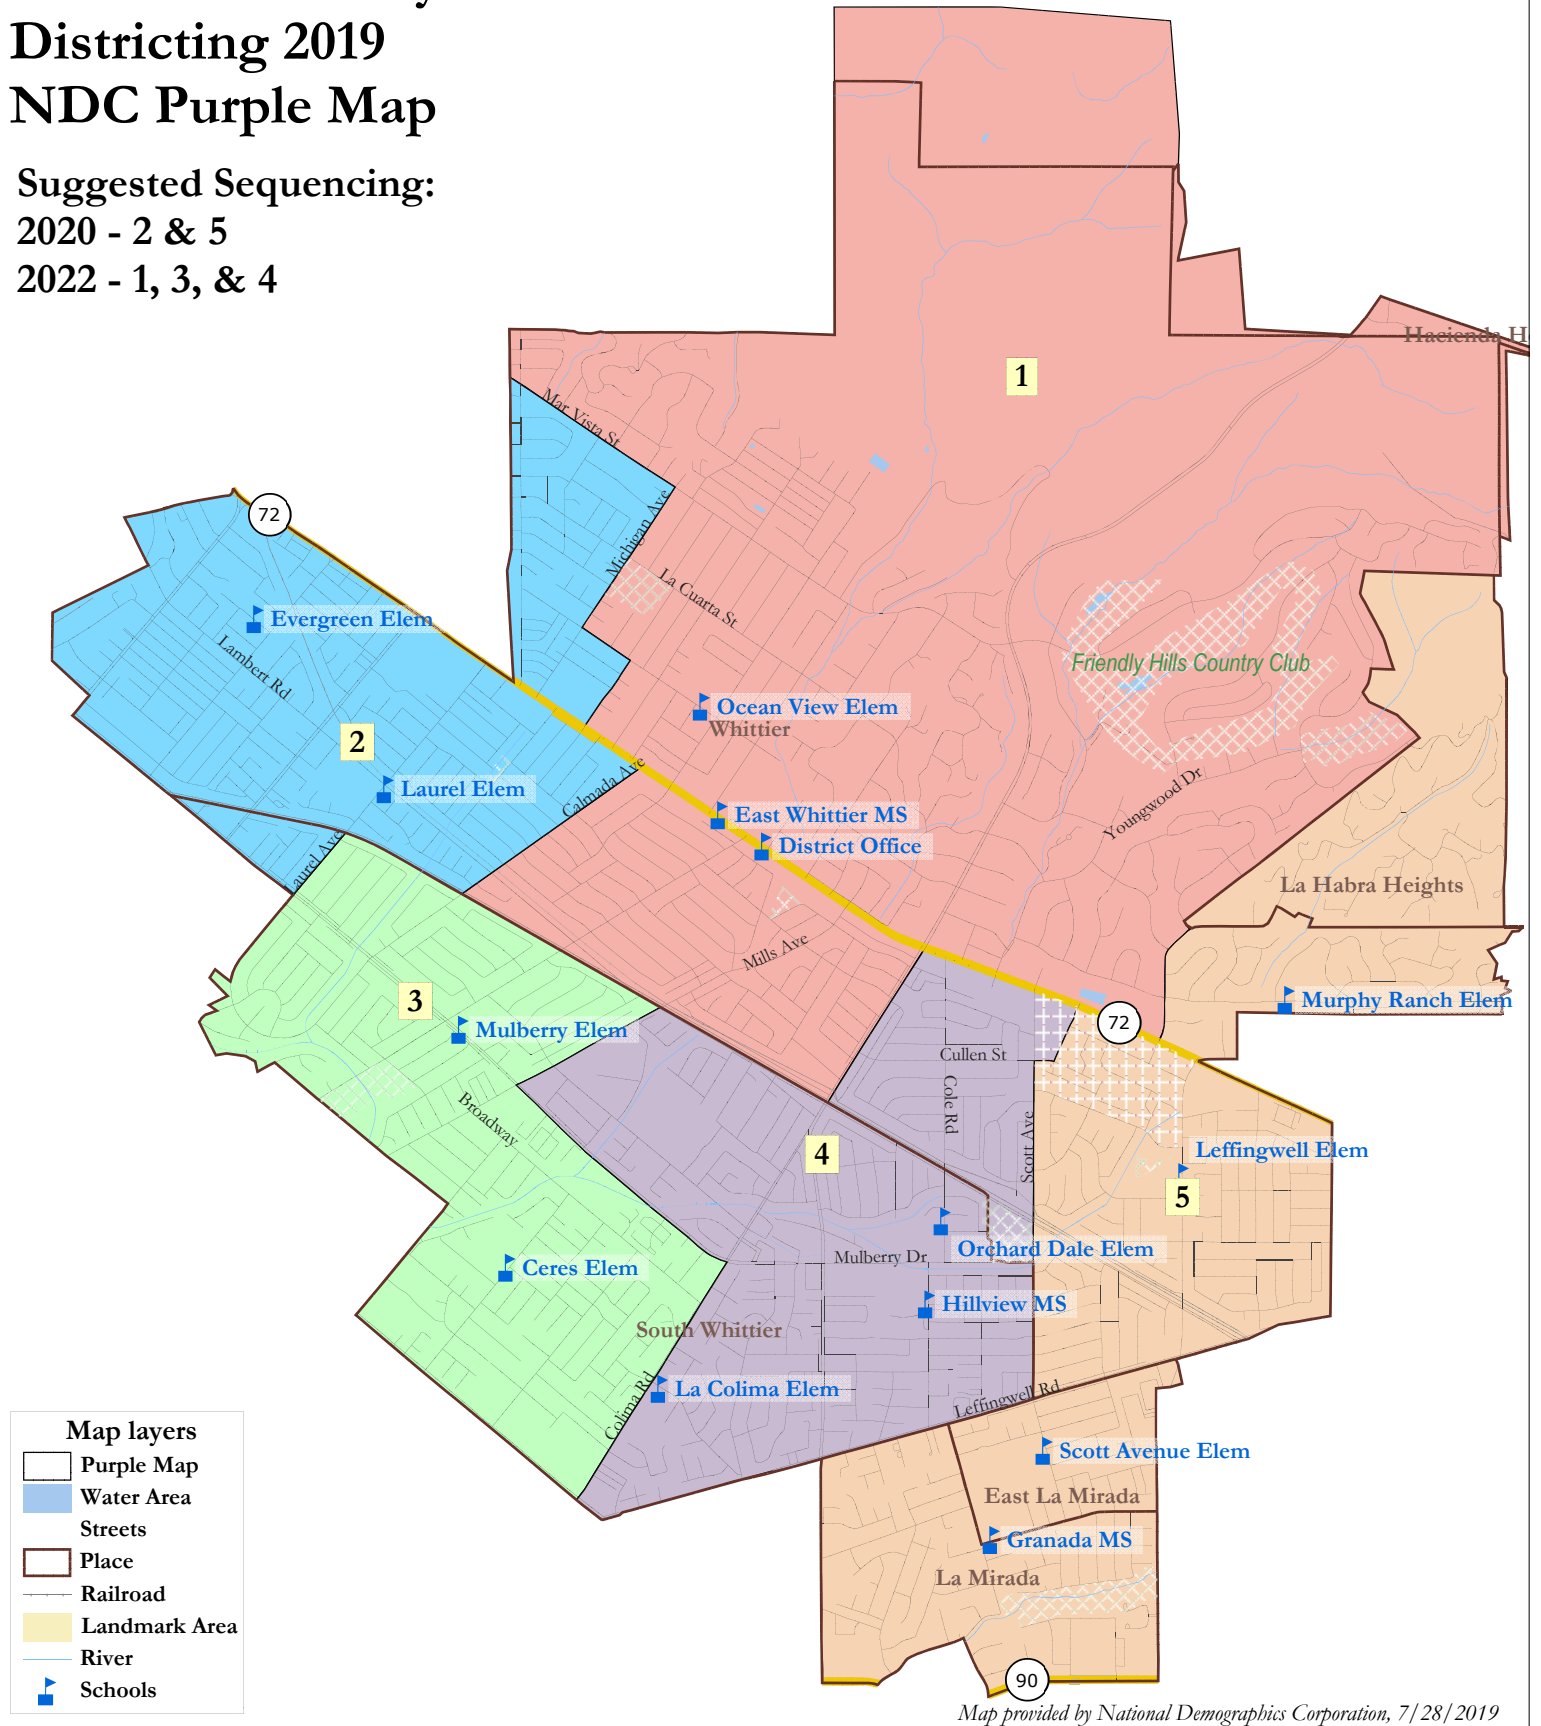 Districting 2019
NDC Purple Map
Suggested Sequencing:
2020 - 2 & 5
2022 - 1, 3, & 4
Hacienda H
1
Mar Vista St
72
Michigan Ave
La Cuarta St
Evergreen Elem
Lambert Rd
Friendly Hills Country Club
Ocean View Elem
Whittier
2
Laurel Elem
Calmada Ave
East Whittier MS
District Office
Youngwood Dr
Laurel Ave
La Habra Heights
Mills Ave
3
Mulberry Elem
Murphy Ranch Elem
72
Cullen St
Cole Rd
Scott Ave
Broadway
4
Leffingwell Elem
5
Orchard Dale Elem
Mulberry Dr
Ceres Elem
Hillview MS
South Whittier
La Colima Elem
Colima Rd
Leffingwell Rd
Scott Avenue Elem
East La Mirada
Granada MS
La Mirada
90
Map layers
Purple Map
Water Area
Streets
Place
Railroad
Landmark Area
River
Schools
Map provided by National Demographics Corporation, 7/28/2019